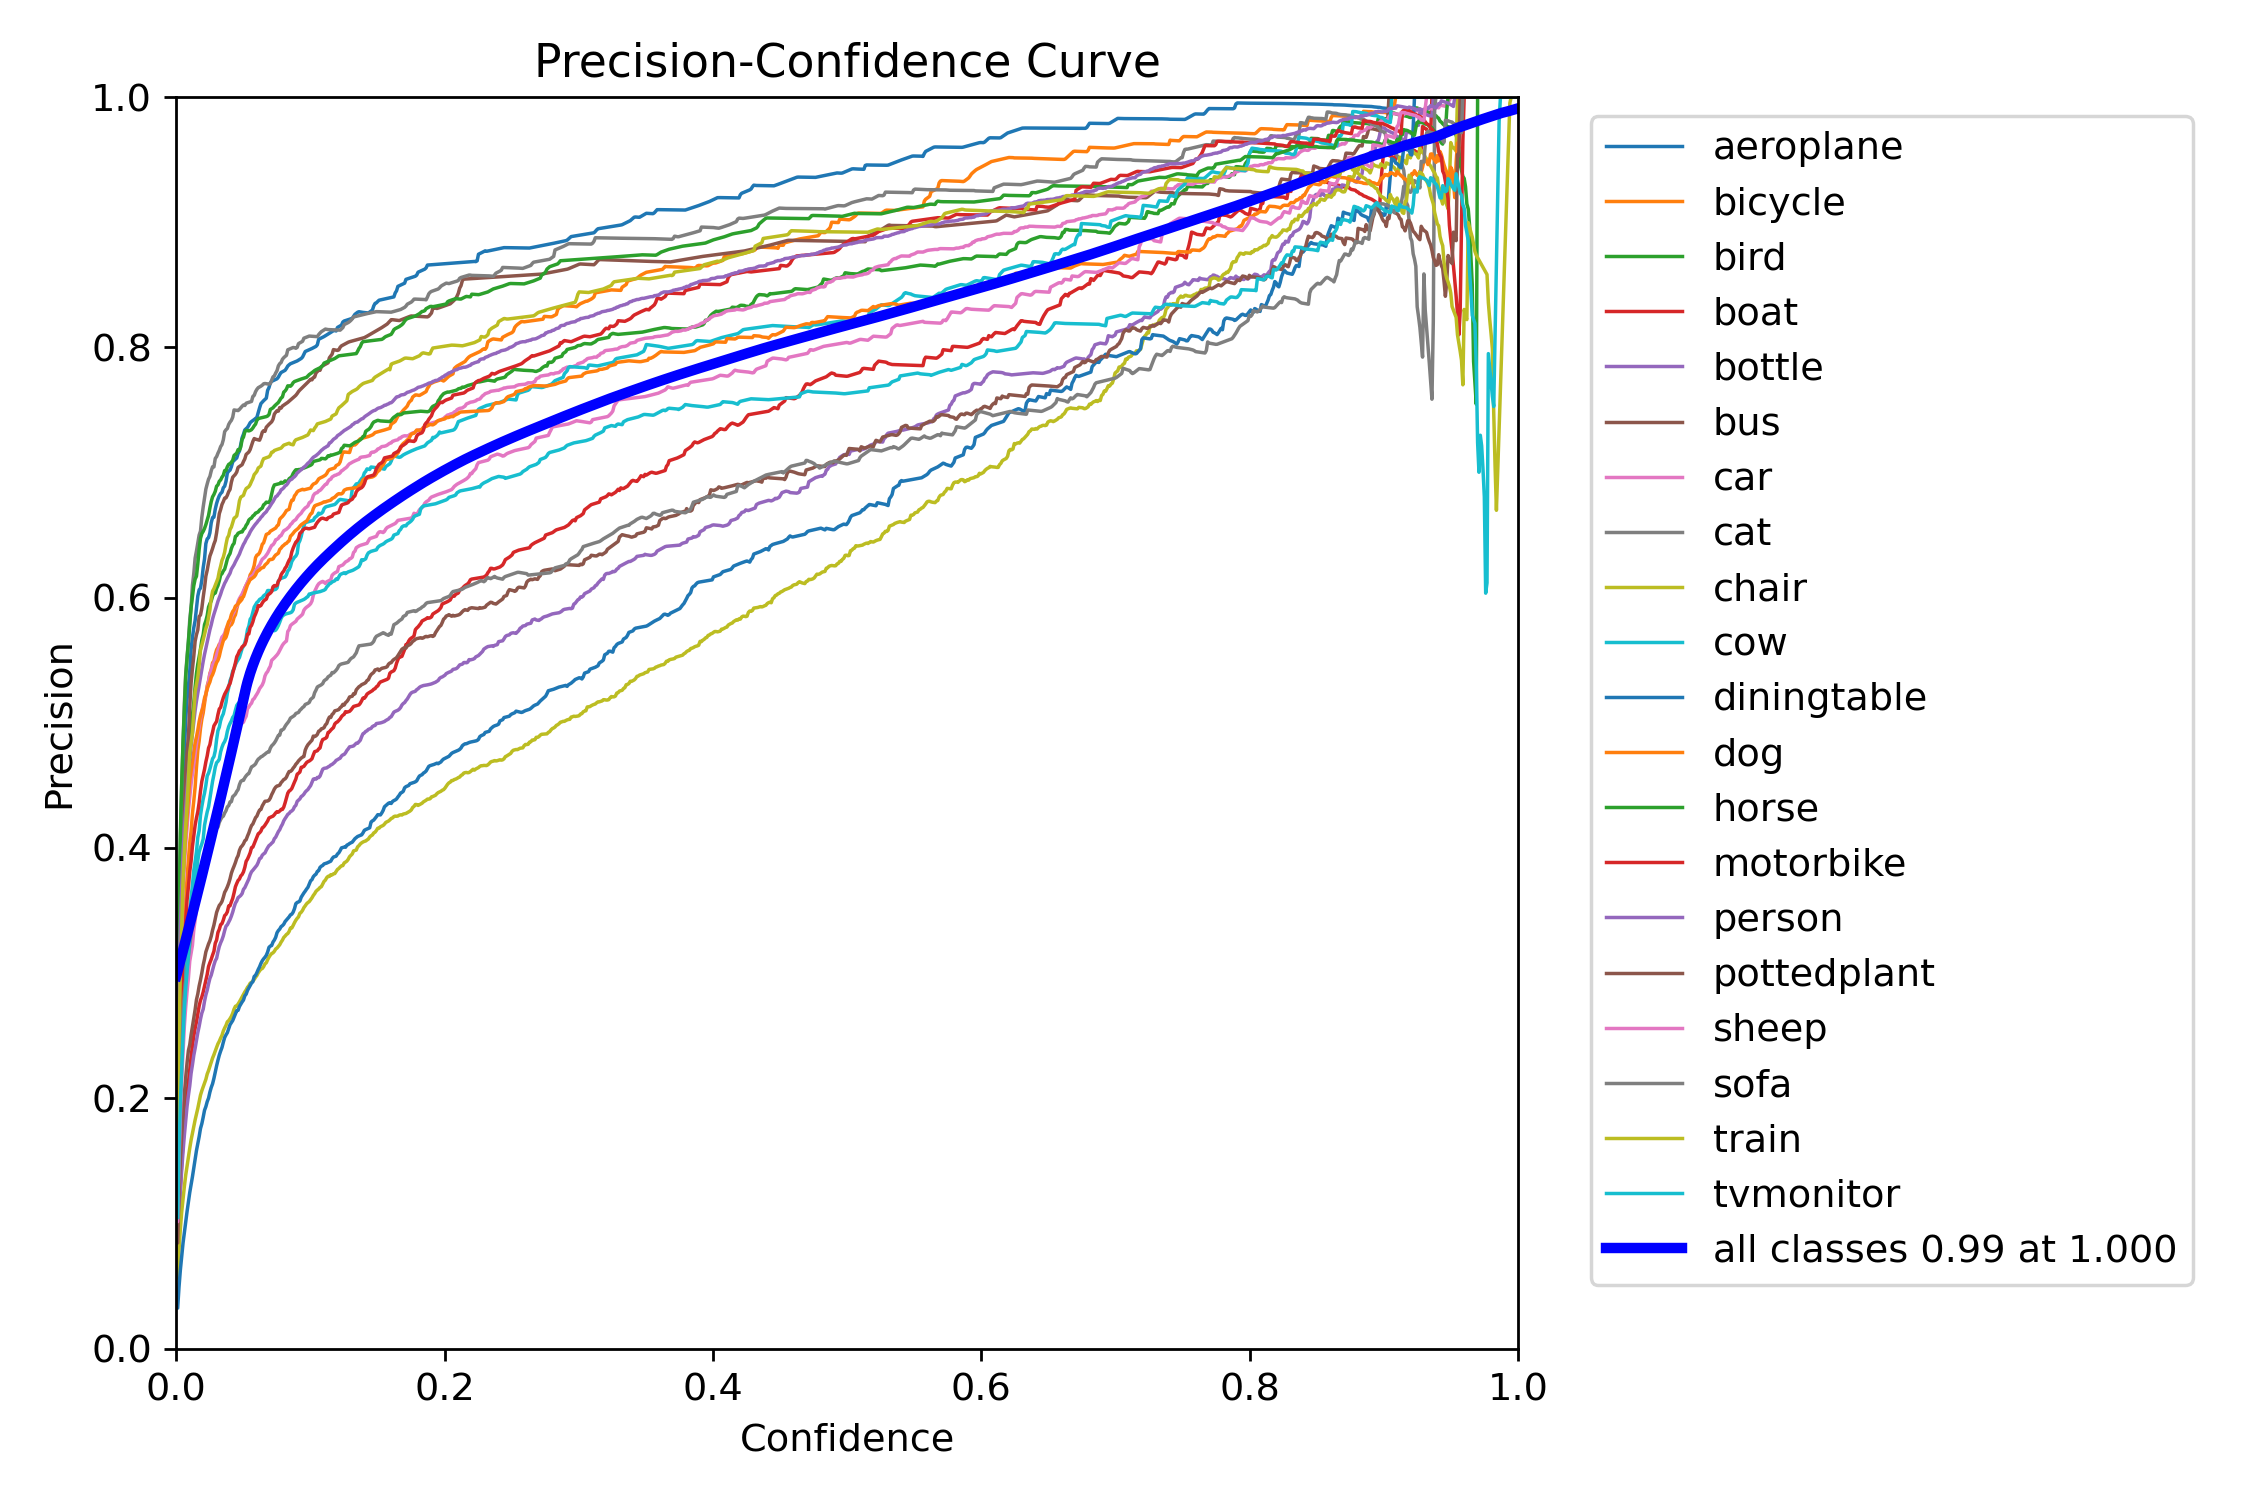 Precision-Confidence Curve
1.0
0.8
0.6
0.4
0.2
0.0
Precision
0.0 0.2 0.4 0.6 0.8 1.0
Confidence
aeroplane
bicycle
bird
boat
bottle
bus
car
cat
chair
cow
diningtable
dog
horse
motorbike
person
pottedplant
sheep
sofa
train
tvmonitor
all classes 0.99 at 1.000